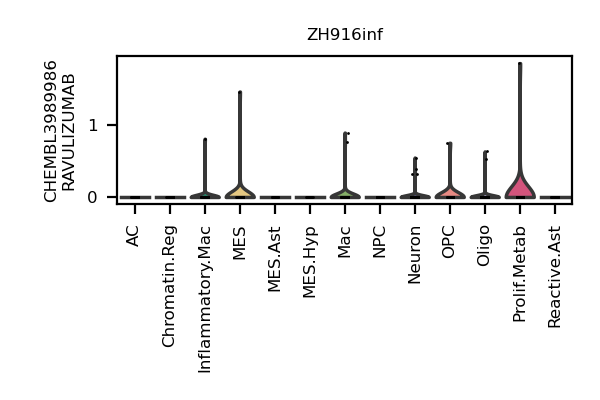 ZH916inf
CHEMBL3989986
RAVULIZUMAB
1
0
AC
Chromatin.Reg
Inflammatory.Mac
MES
MES.Ast
MES.Hyp
Mac
NPC
Neuron
OPC
Oligo
Prolif.Metab
Reactive.Ast